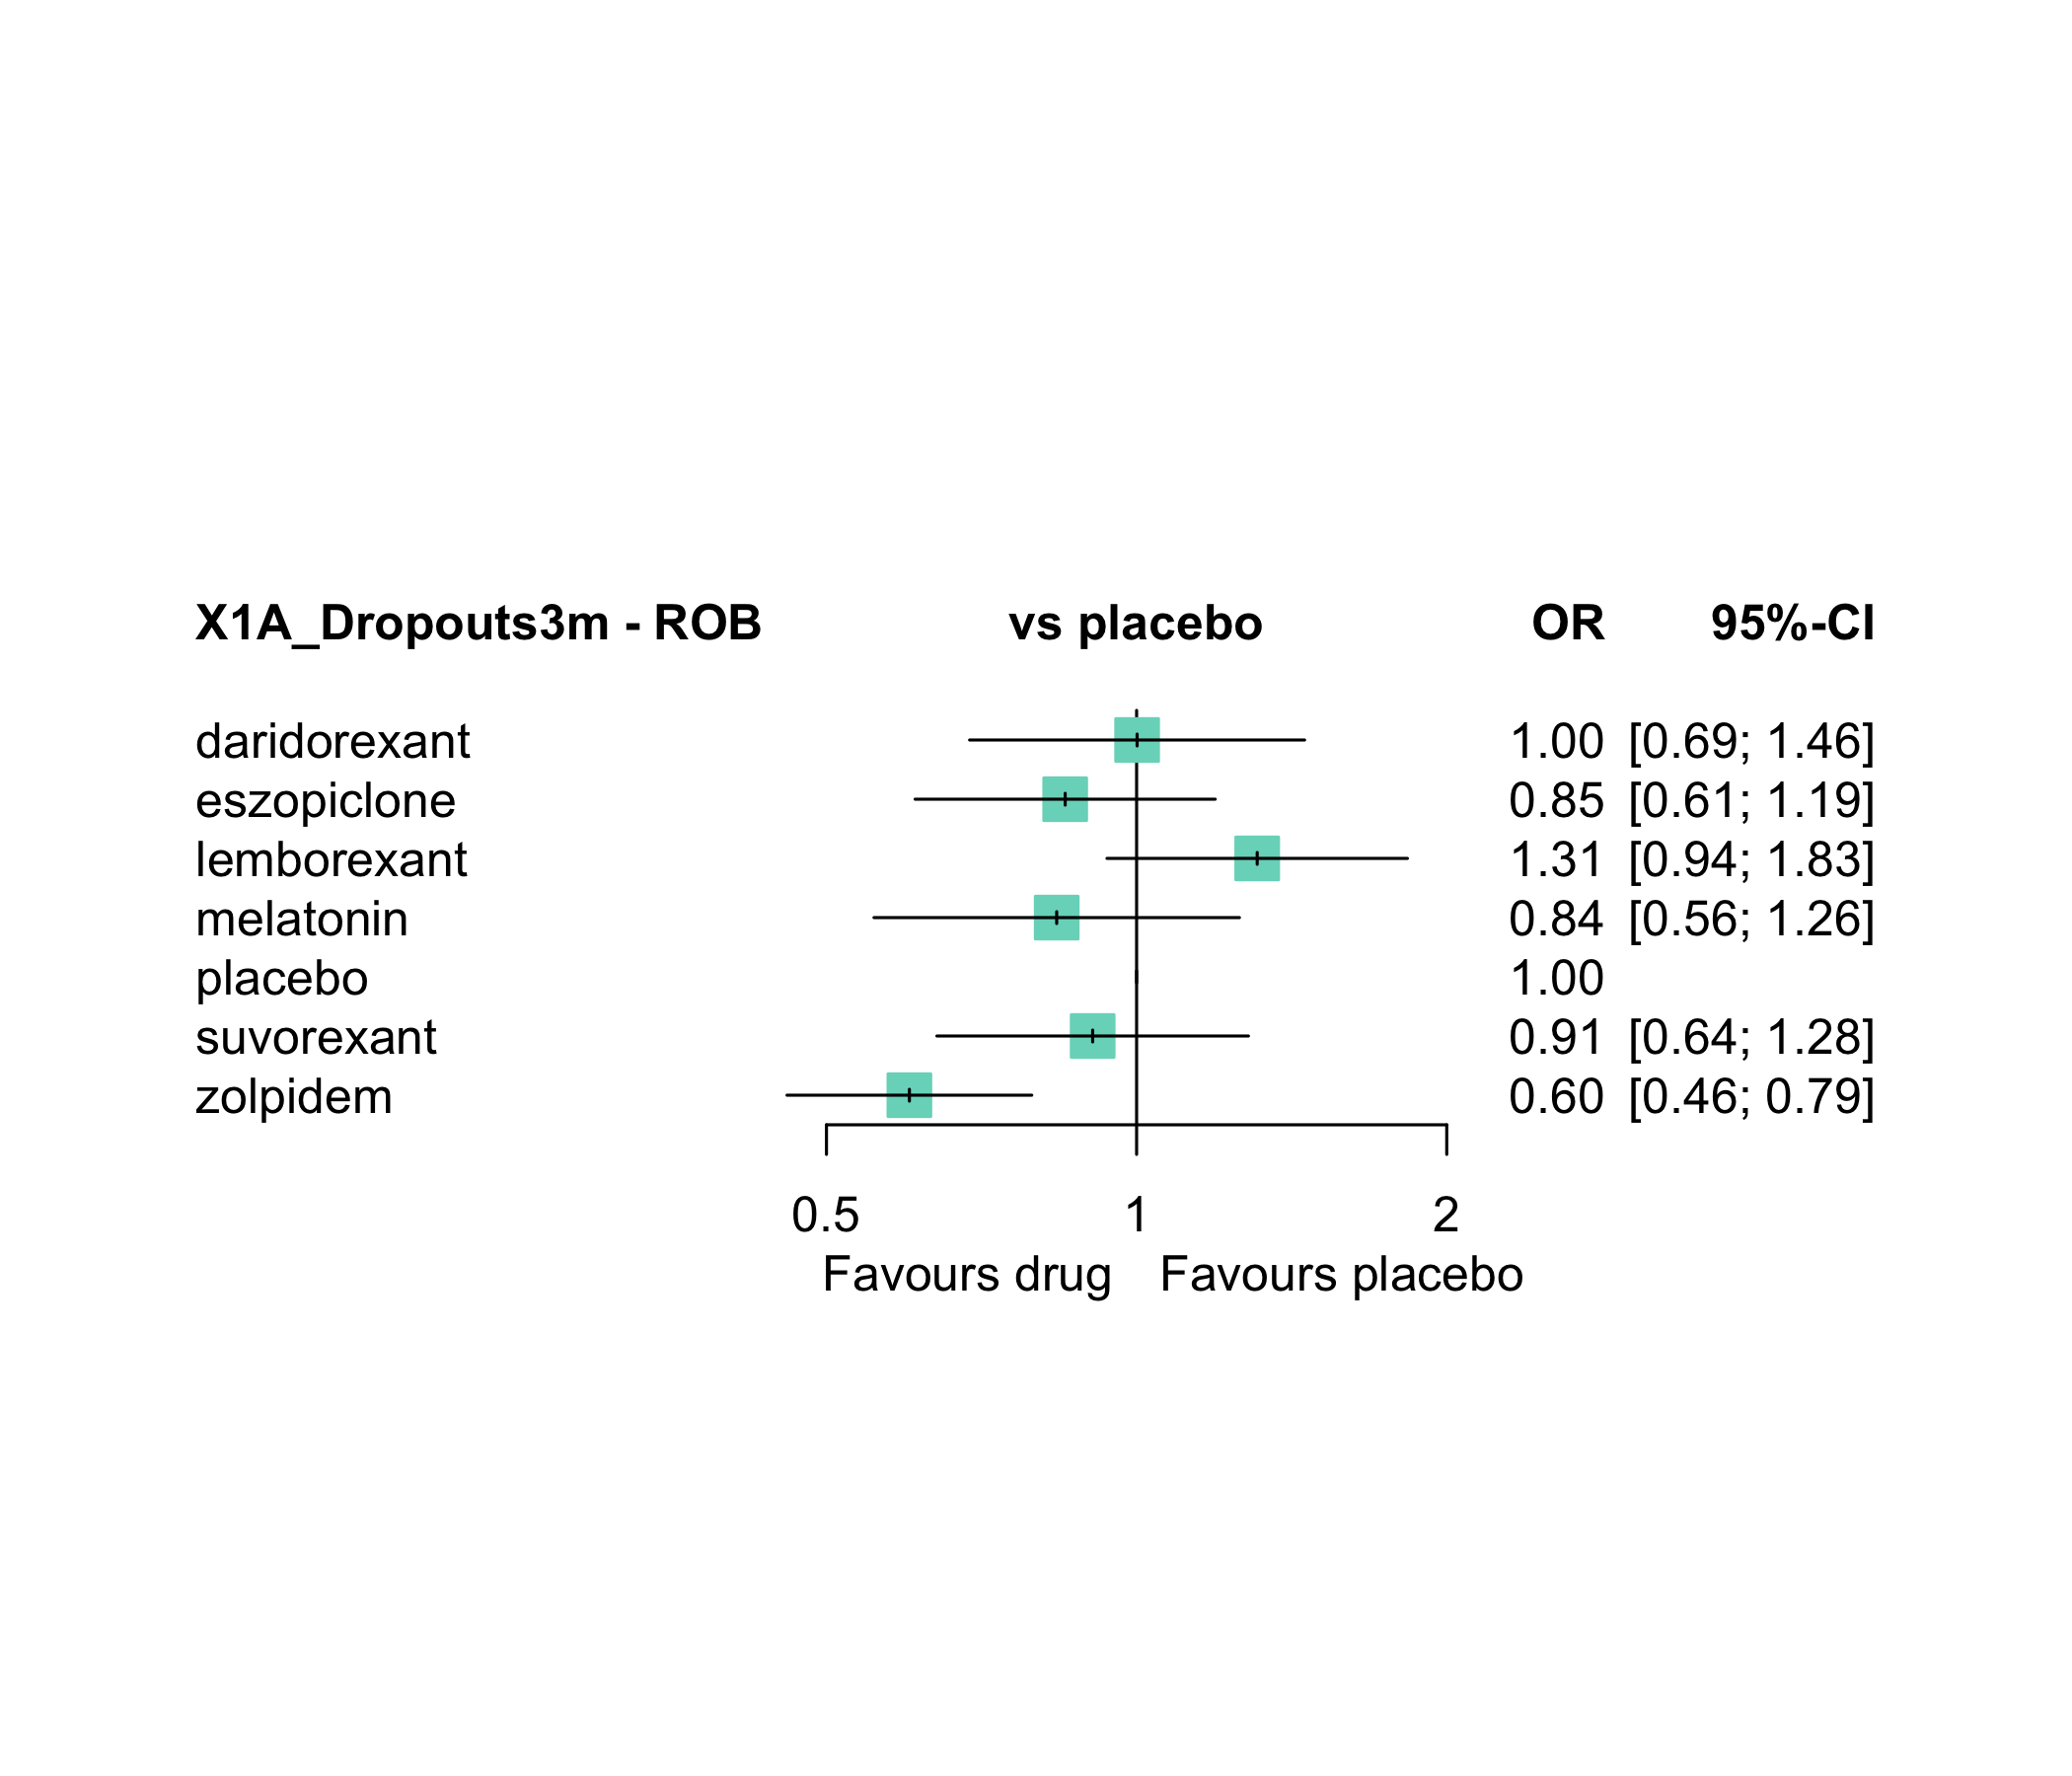 X1A_Dropouts3m - ROB vs placebo OR 95%-CI
daridorexant 1.00 [0.69; 1.46]
eszopiclone 0.85 [0.61; 1.19]
lemborexant 1.31 [0.94; 1.83]
melatonin 0.84 [0.56; 1.26]
placebo 1.00
suvorexant 0.91 [0.64; 1.28]
zolpidem 0.60 [0.46; 0.79]
0.5 1 2
Favours drug Favours placebo